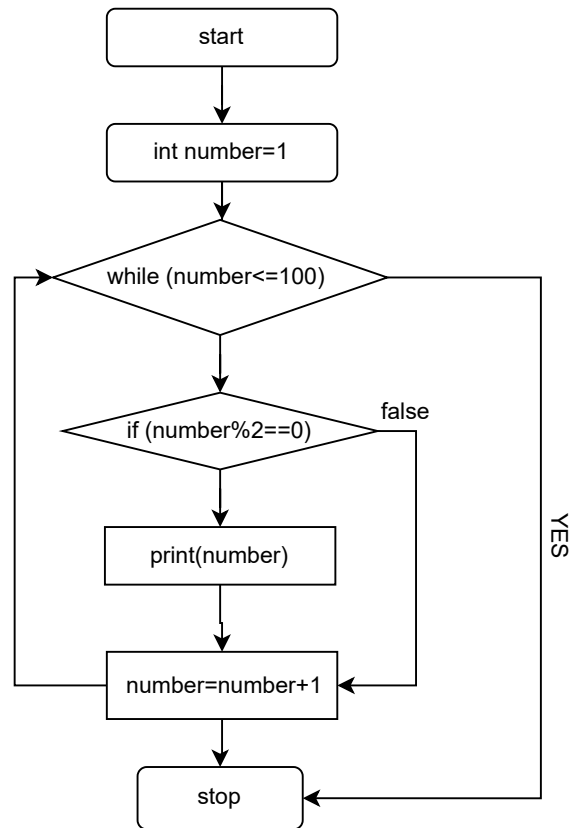 start
int number=1
while (number<=100)
if (number%2==0)
false
print(number)
YES
number=number+1
stop